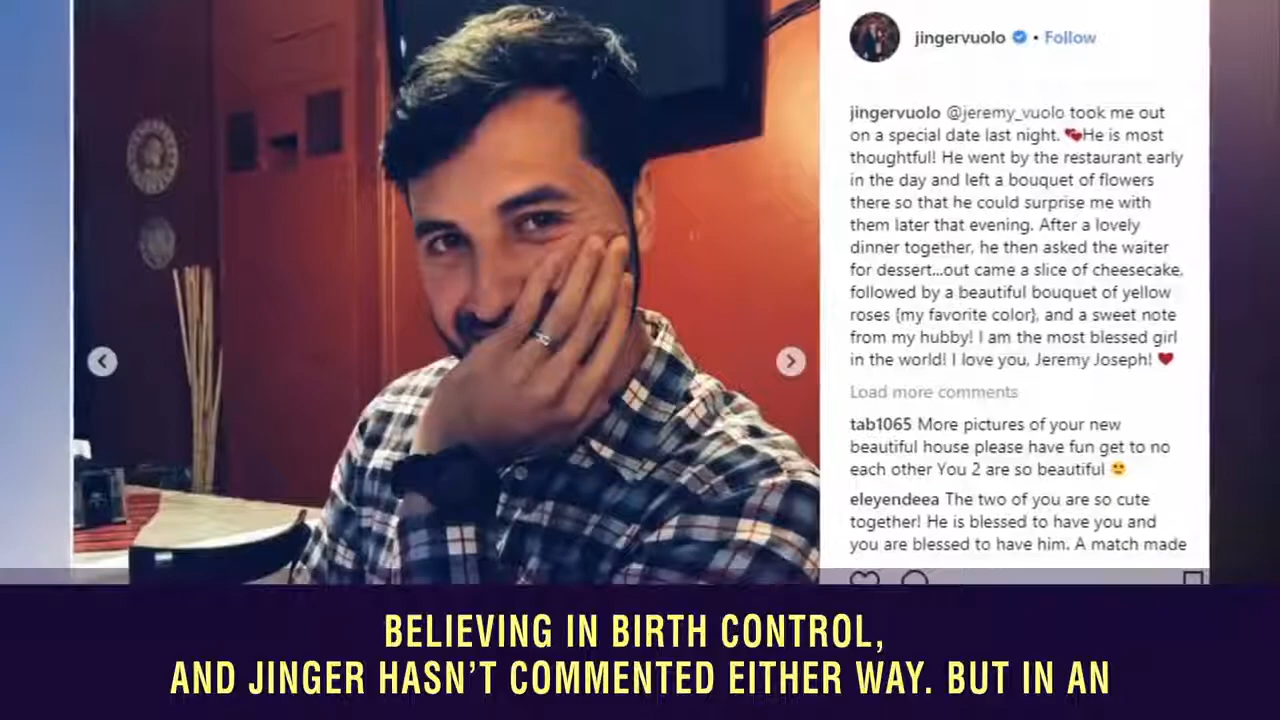 jingervuolo • Follow
jingervuolo @jeremy_vuolo took me out
on a special date last night. 💕He is most
thoughtful! He went by the restaurant early
in the day and left a bouquet of flowers
there so that he could surprise me with
them later that evening. After a lovely
dinner together, he then asked the waiter
for dessert...out came a slice of cheesecake,
followed by a beautiful bouquet of yellow
roses {my favorite color}, and a sweet note
from my hubby! I am the most blessed girl
in the world! I love you, Jeremy Joseph! ❤
Load more comments
tab1065 More pictures of your new
beautiful house please have fun get to no
each other You 2 are so beautiful 😍
eleyendeea The two of you are so cute
together! He is blessed to have you and
you are blessed to have him. A match made
BELIEVING IN BIRTH CONTROL,
AND JINGER HASN'T COMMENTED EITHER WAY. BUT IN AN